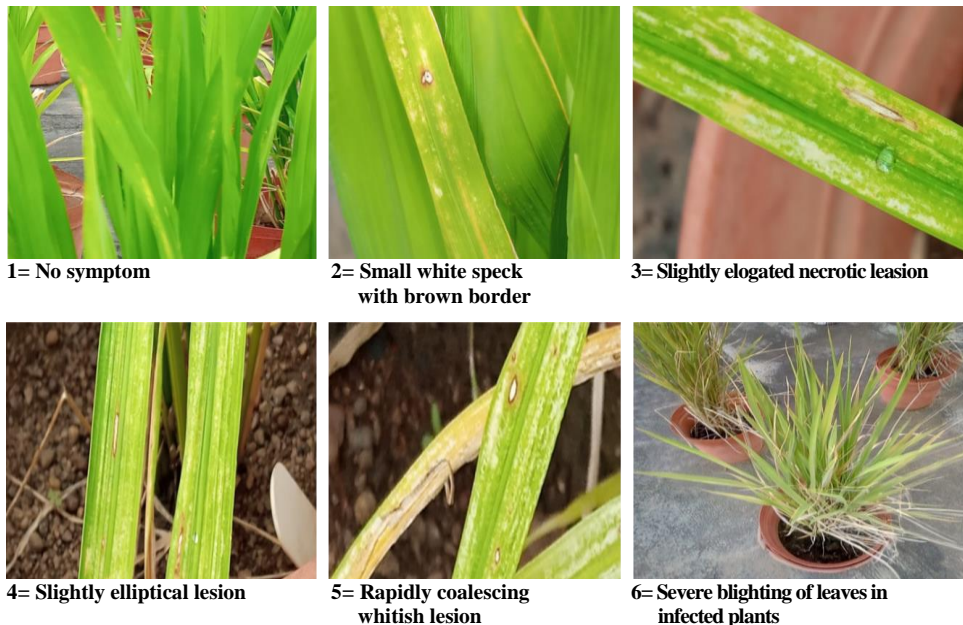 1= No symptom
2= Small white speck
with brown border
3= Slightly elogated necrotic leasion
4= Slightly elliptical lesion
5= Rapidly coalescing
whitish lesion
6= Severe blighting of leaves in
infected plants